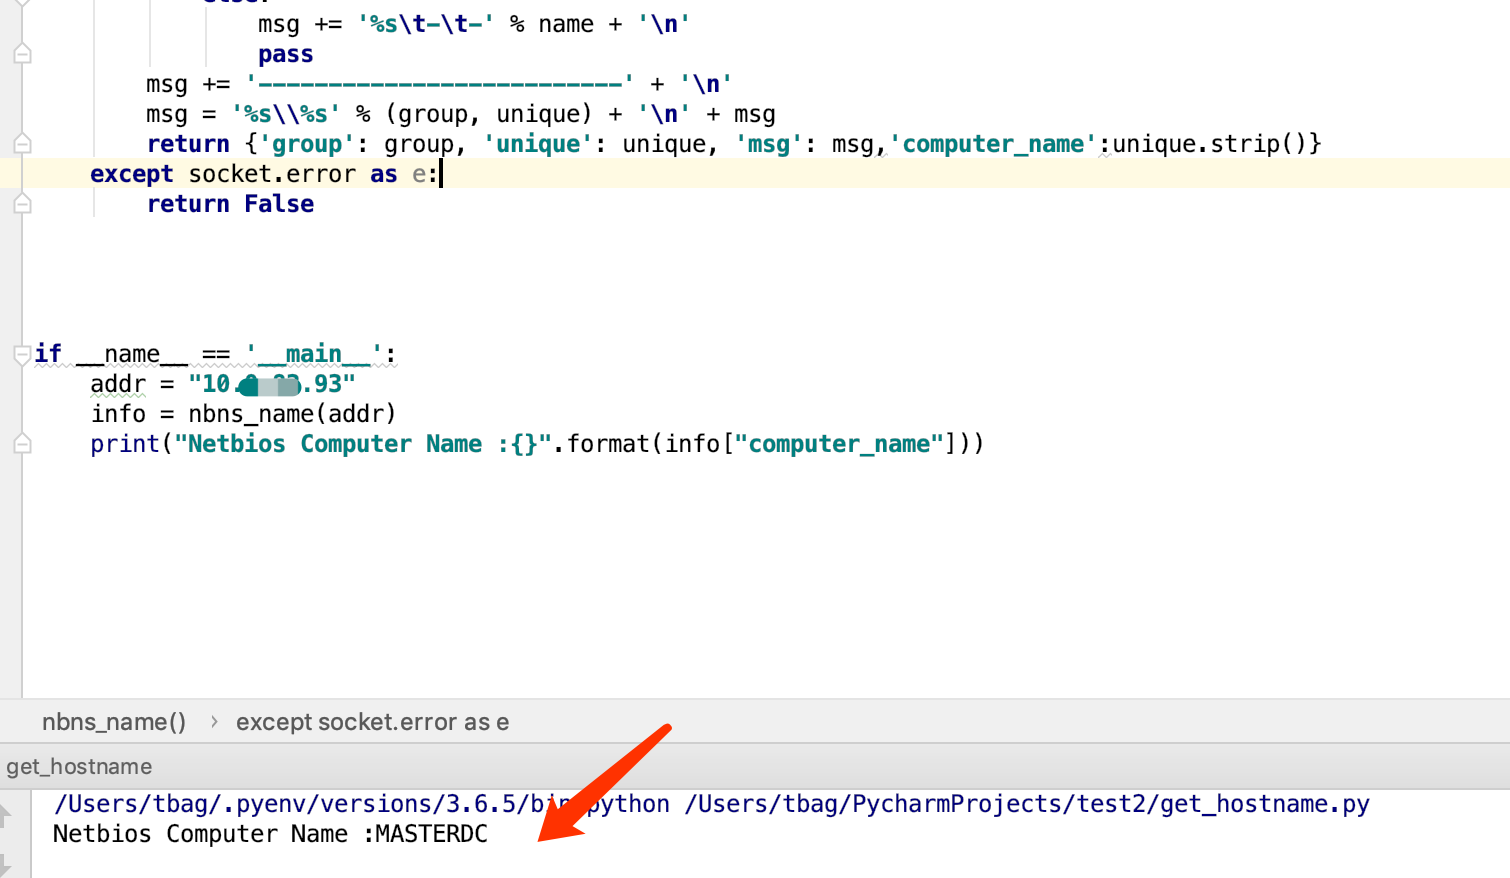 else:
msg += '%s\t-\t-' % name + '\n'
pass
msg += '--------------------------' + '\n'
msg = '%s\\%s' % (group, unique) + '\n' + msg
return {'group': group, 'unique': unique, 'msg': msg,'computer_name':unique.strip()}
except socket.error as e:
return False
if __name__ == '__main__':
addr = "10. .93"
info = nbns_name(addr)
print("Netbios Computer Name :{}".format(info["computer_name"]))
nbns_name() › except socket.error as e
get_hostname
/Users/tbag/.pyenv/versions/3.6.5/bin/python /Users/tbag/PycharmProjects/test2/get_hostname.py
Netbios Computer Name :MASTERDC